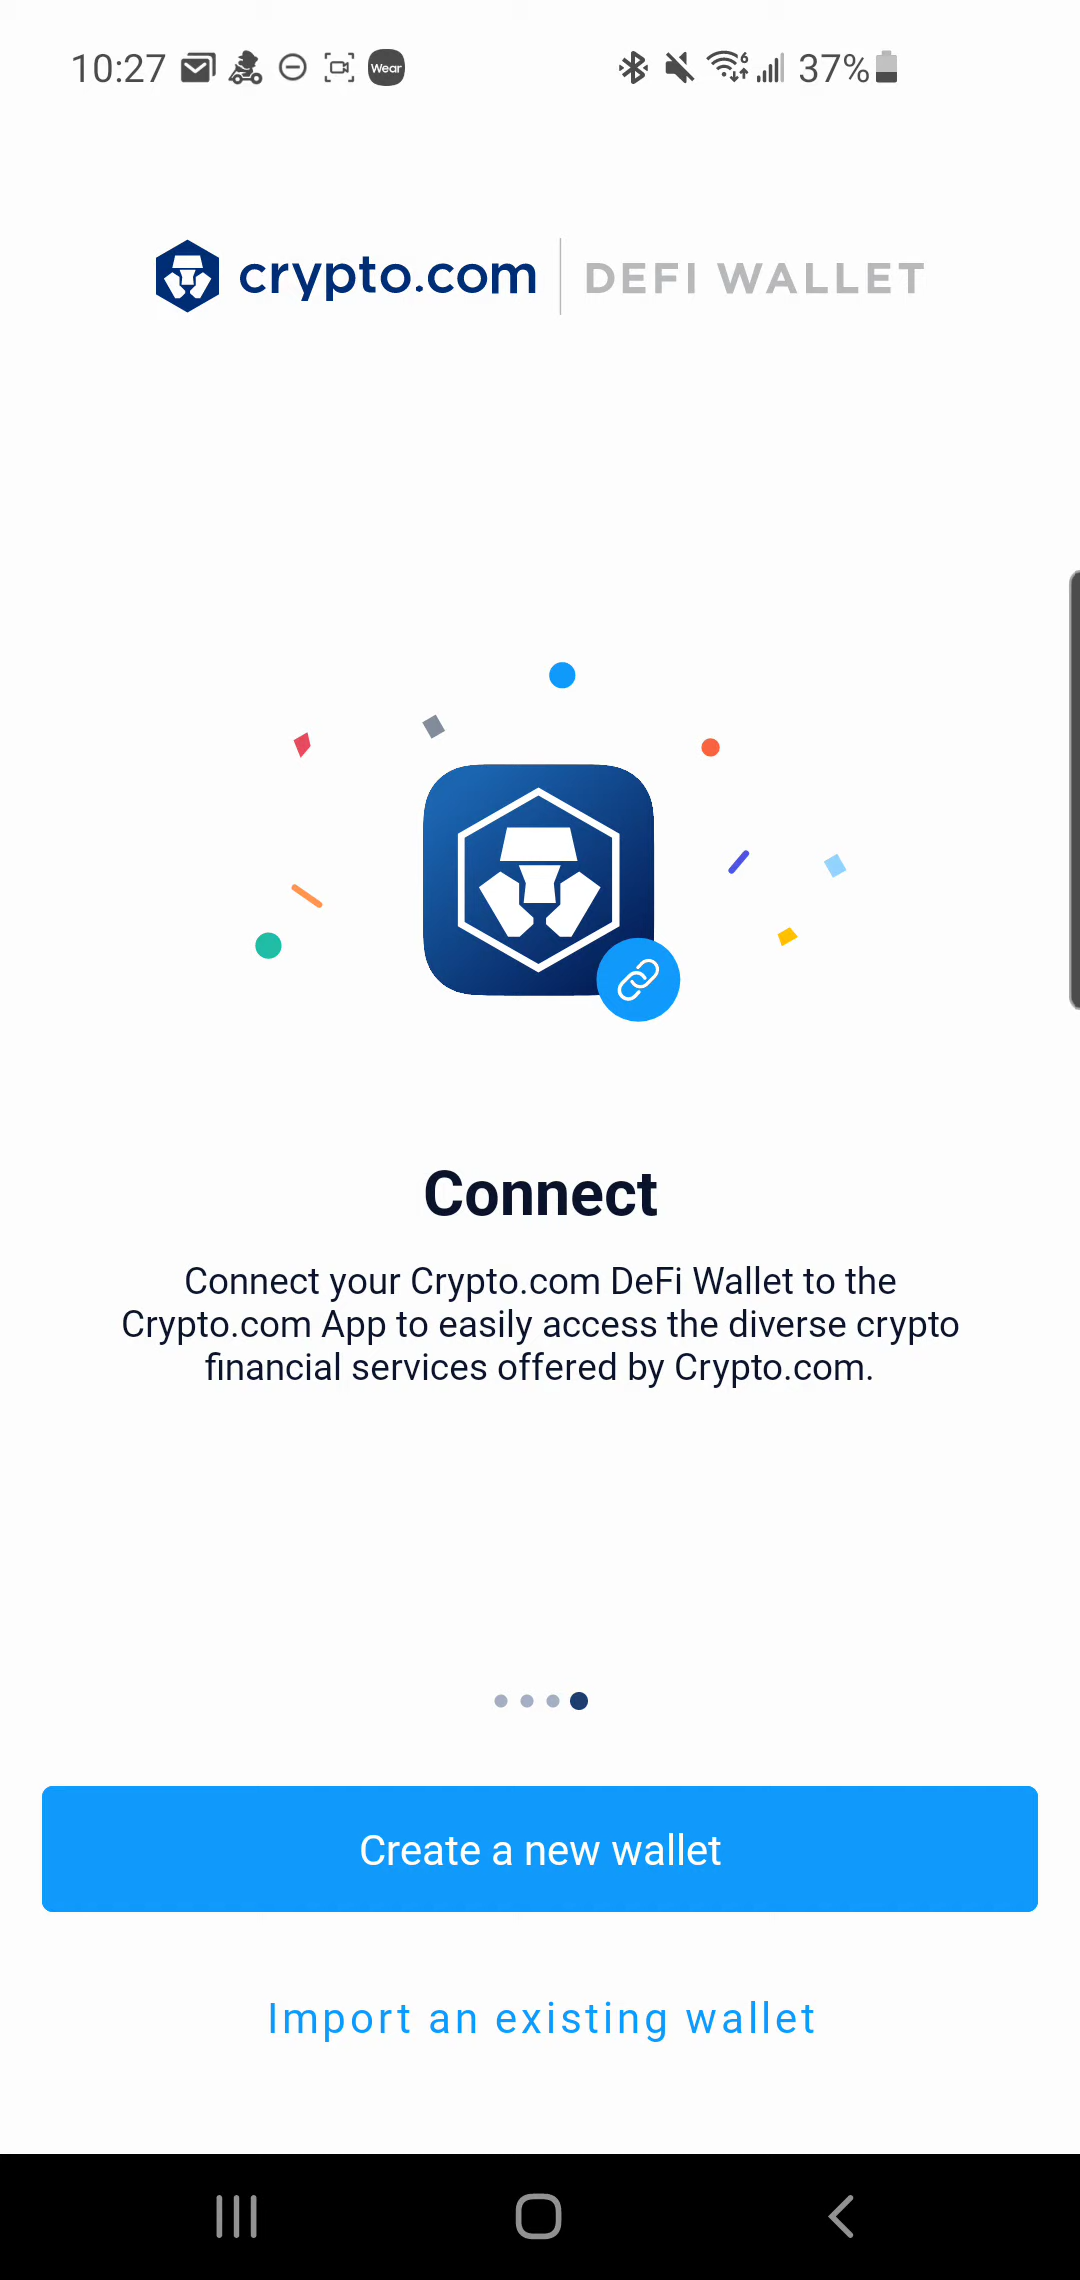 10:27
Wear
6
37%
crypto.com
DEFI WALLET
Connect
Connect your Crypto.com DeFi Wallet to the
Crypto.com App to easily access the diverse crypto
financial services offered by Crypto.com.
Create a new wallet
Import an existing wallet